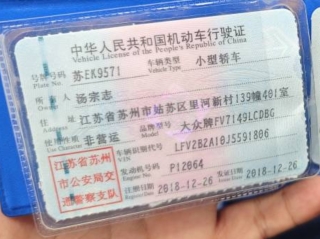 中华人民共和国机动车行驶证
Vehicle License of the People's Republic of China
号牌号码 苏EK9571 车辆类型 小型轿车
Plate No. Vehicle Type
所有人 杨宗志
Owner
住址 江苏省苏州市姑苏区里河新村139幢401室
Address
使用性质 非营运 品牌型号 大众牌FV7149LCDBG
Use Character Model
江苏省苏州市公安局交通警察支队
车辆识别代号 LFV2B2A10J5591806
VIN
发动机号码 P12064
Engine No.
注册日期 2018-12-26 发证日期 2018-12-26
Register Date Issue Date